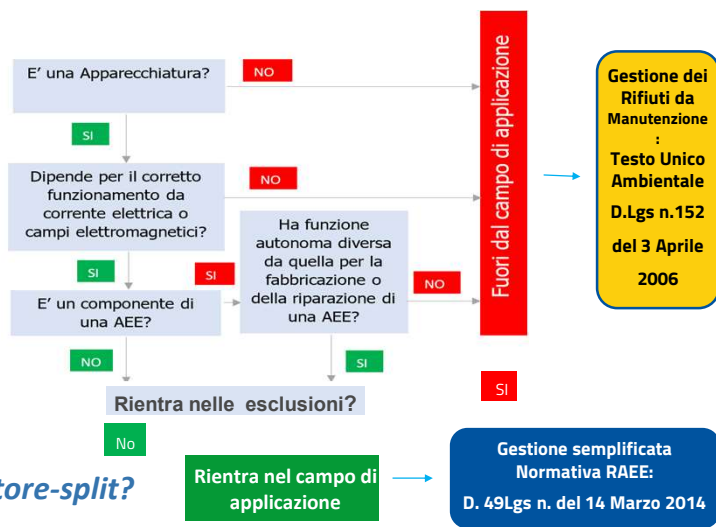 E' una Apparecchiatura?
NO
SI
Dipende per il corretto
funzionamento da
corrente elettrica o
campi elettromagnetici?
NO
SI
E' un componente di
una AEE?
SI
Ha funzione
autonoma diversa
da quella per la
fabbricazione o
della riparazione di
una AEE?
NO
NO
SI
Fuori dal campo di applicazione
Gestione dei
Rifiuti da
Manutenzione
:
Testo Unico
Ambientale
D.Lgs n.152
del 3 Aprile
2006
Rientra nelle esclusioni?
SI
No
tore-split?
Rientra nel campo di
applicazione
Gestione semplificata
Normativa RAEE:
D. 49Lgs n. del 14 Marzo 2014